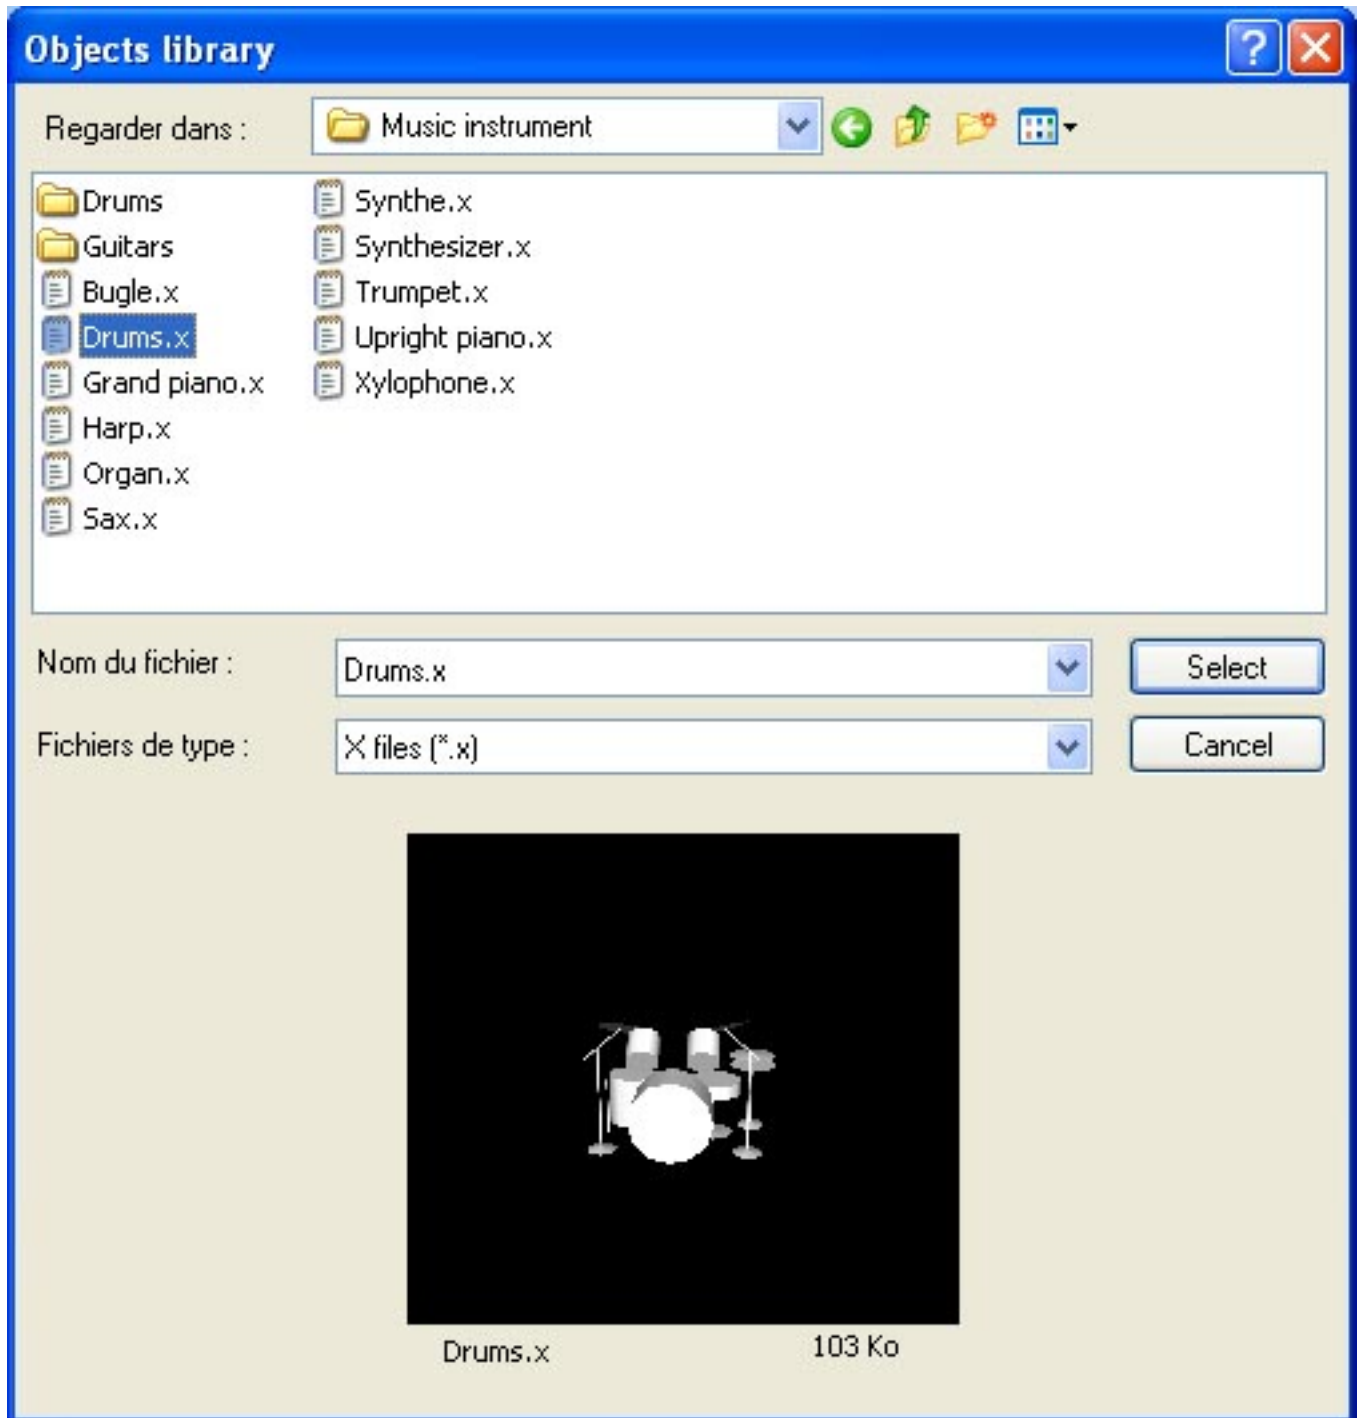 Objects library
Regarder dans :
Music instrument
Drums
Guitars
Bugle.x
Drums.x
Grand piano.x
Harp.x
Organ.x
Sax.x
Synthe.x
Synthesizer.x
Trumpet.x
Upright piano.x
Xylophone.x
Nom du fichier :
Drums.x
Select
Fichiers de type :
X files (*.x)
Cancel
Drums.x
103 Ko